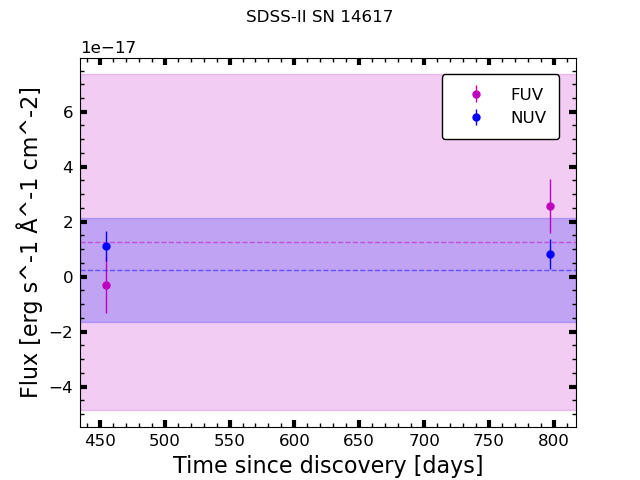 SDSS-II SN 14617
1e−17
FUV
NUV
6
4
2
0
−2
−4
Flux [erg s^-1 Å^-1 cm^-2]
450 500 550 600 650 700 750 800
Time since discovery [days]